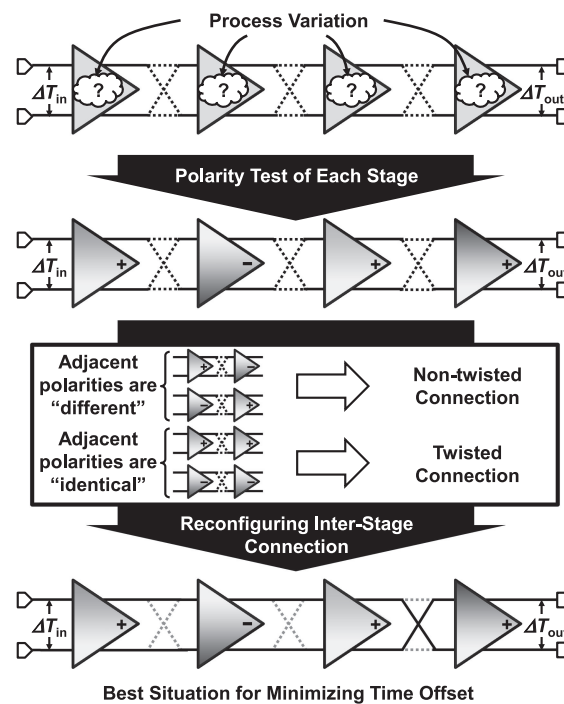 Process Variation
ΔTin ? ? ? ? ΔTout
Polarity Test of Each Stage
ΔTin + - + + ΔTout
Adjacent
polarities are
“different”
+ -
- +
Non-twisted
Connection
Adjacent
polarities are
“identical”
+ +
- -
Twisted
Connection
Reconfiguring Inter-Stage
Connection
ΔTin + - + + ΔTout
Best Situation for Minimizing Time Offset